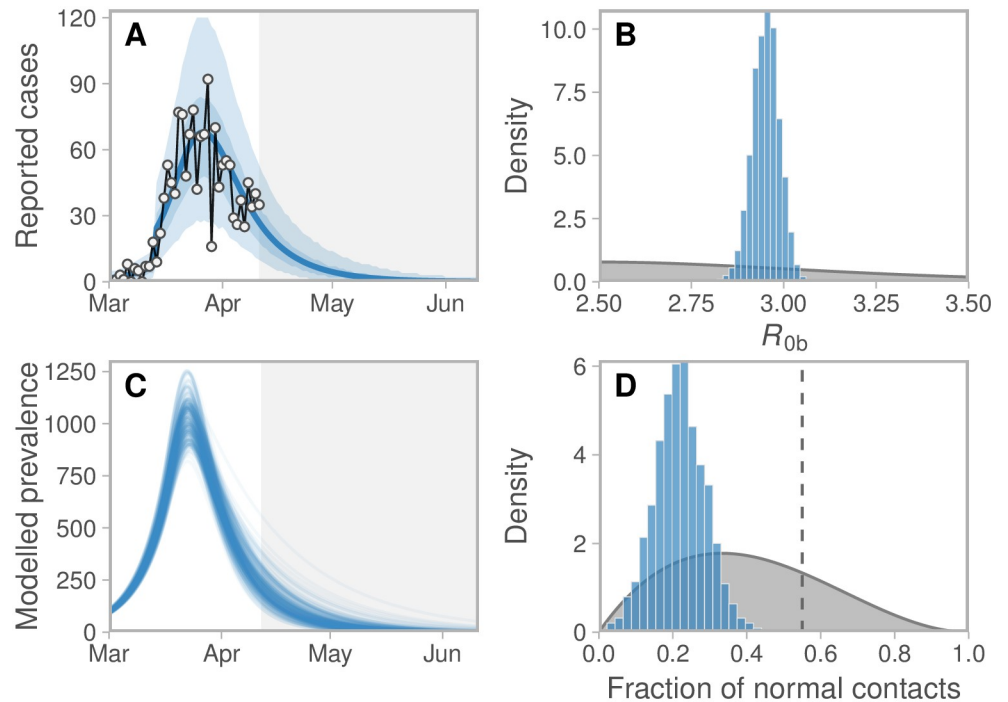 A
Reported cases
120
90
60
30
0
Mar Apr May Jun
B
Density
10.0
7.5
5.0
2.5
0.0
2.50 2.75 3.00 3.25 3.50
R0b
C
Modelled prevalence
1250
1000
750
500
250
0
Mar Apr May Jun
D
Density
6
4
2
0
0.0 0.2 0.4 0.6 0.8 1.0
Fraction of normal contacts